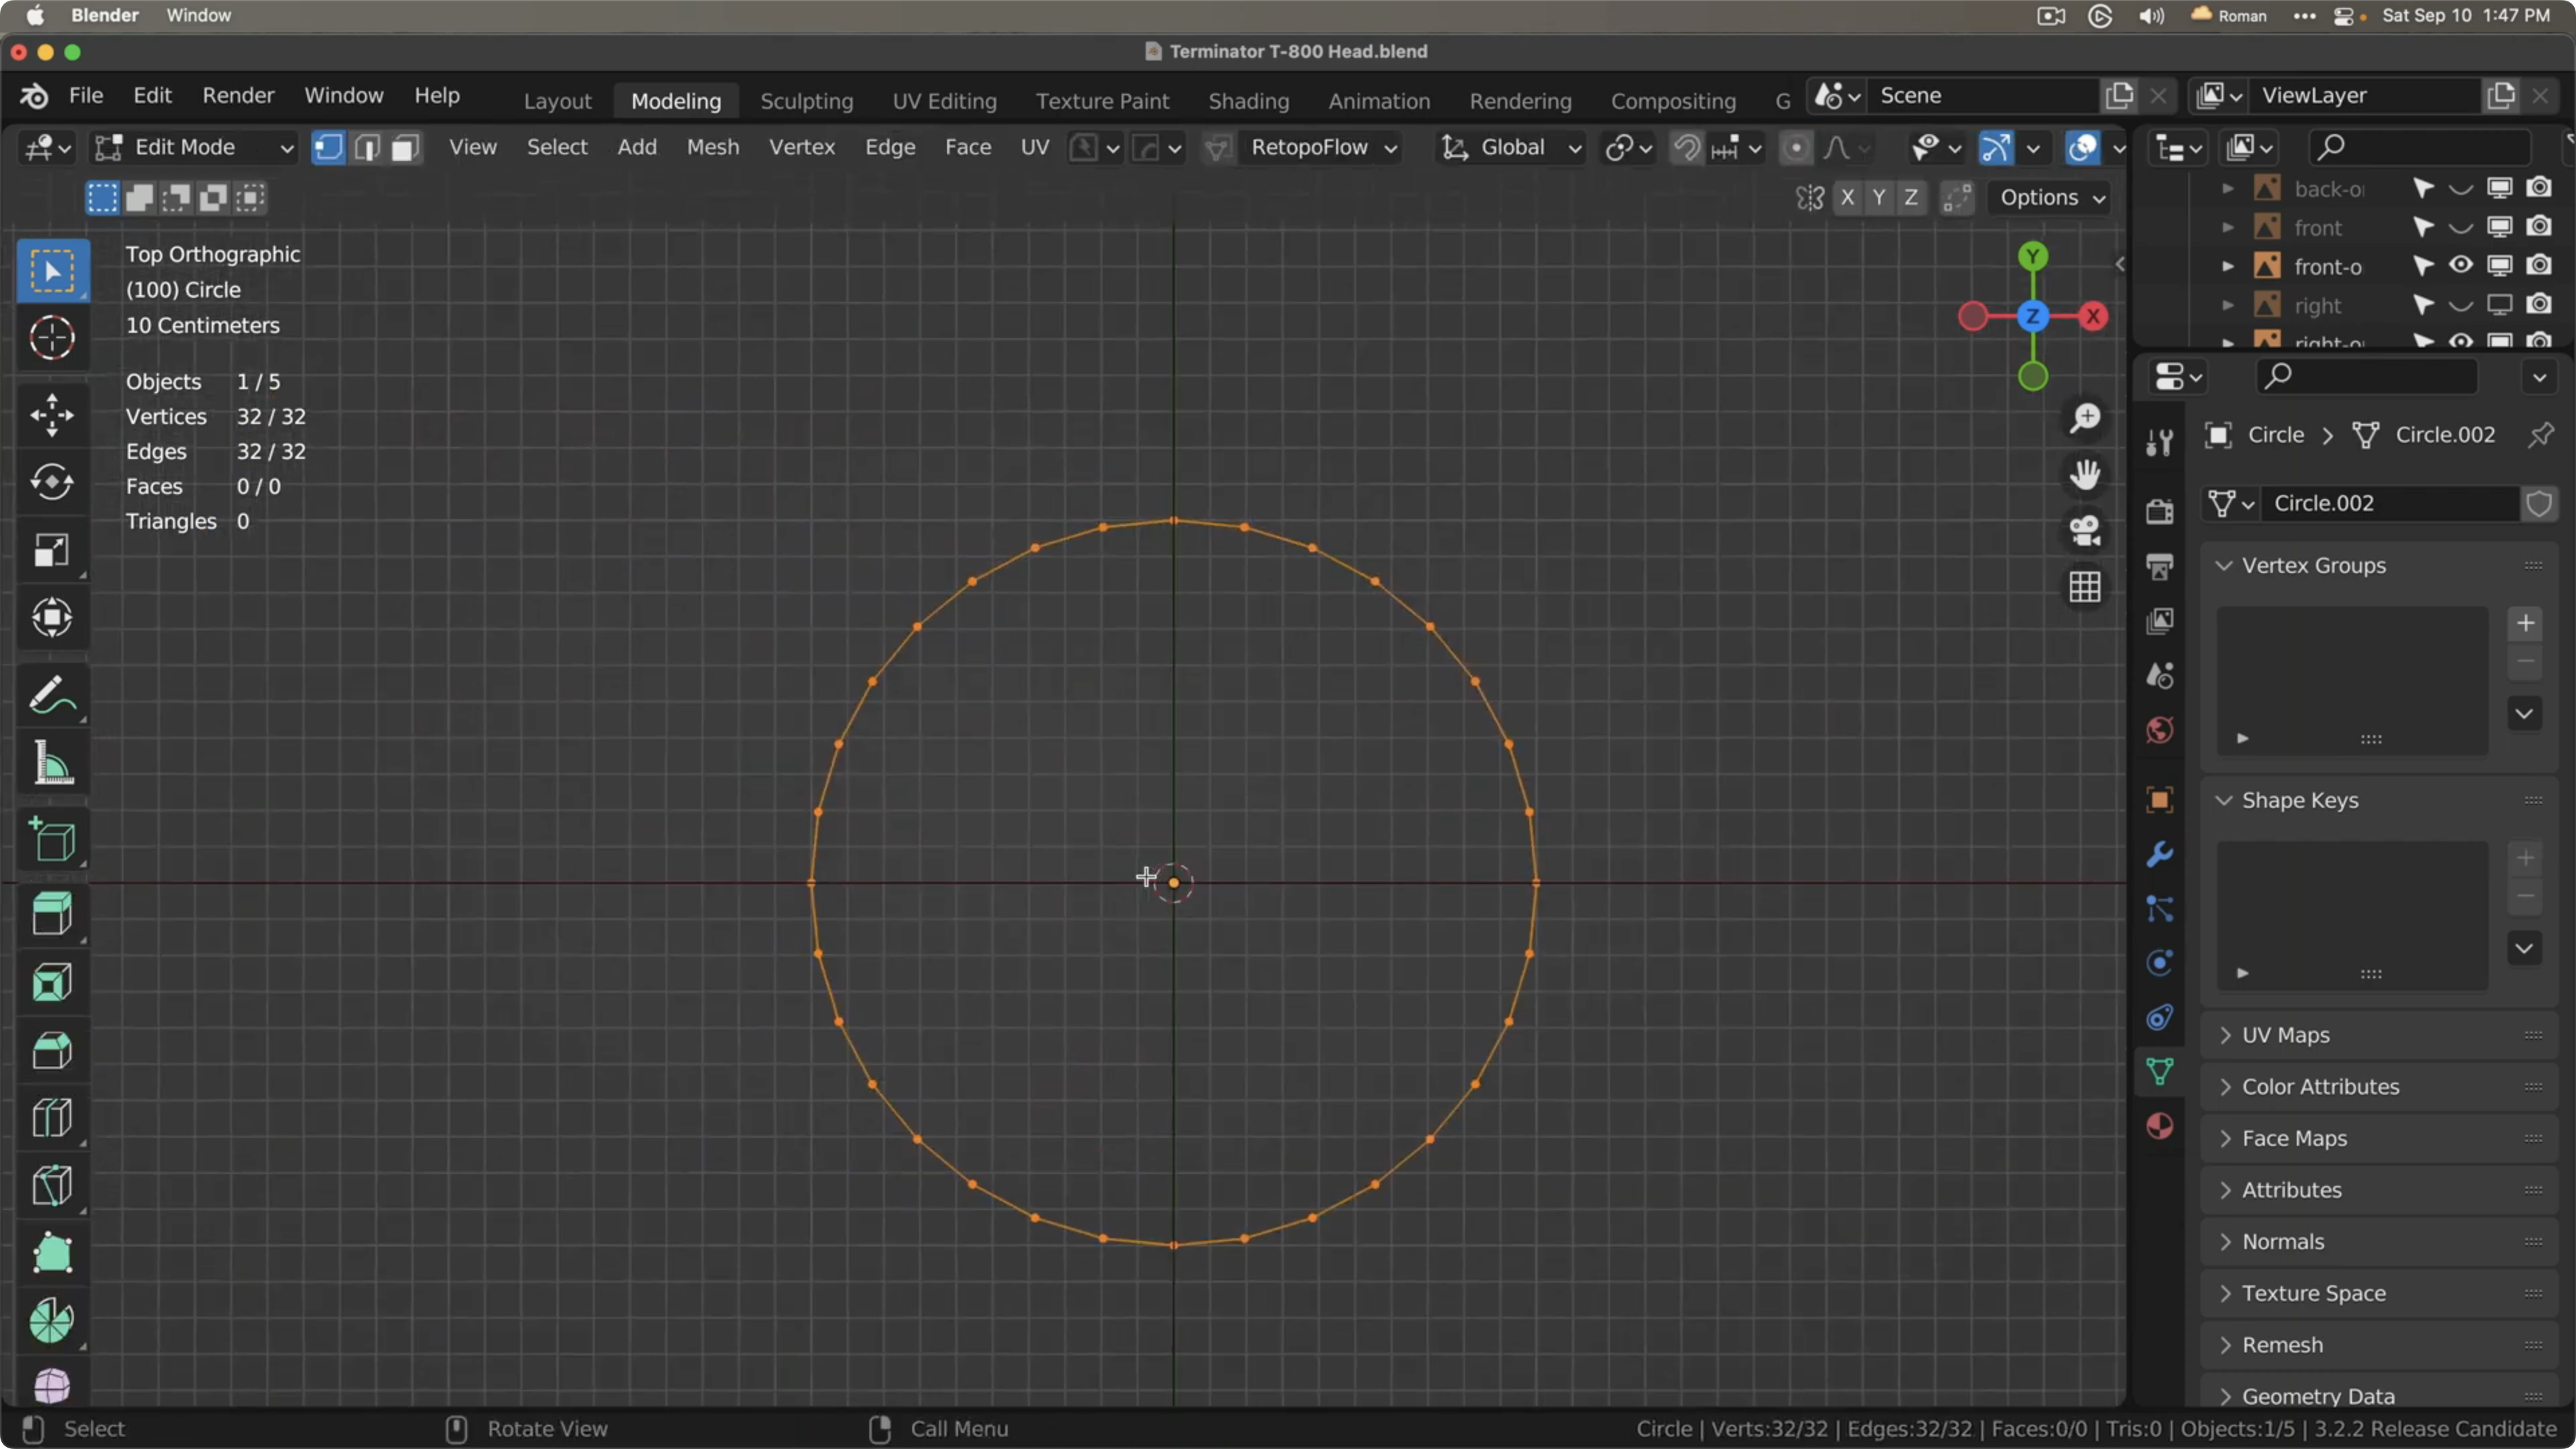 Blender Window
Roman ••• Sat Sep 10 1:47 PM
Terminator T-800 Head.blend
File Edit Render Window Help Layout Modeling Sculpting UV Editing Texture Paint Shading Animation Rendering Compositing G Scene ViewLayer
Edit Mode View Select Add Mesh Vertex Edge Face UV RetopoFlow Global
X Y Z Options
Top Orthographic
(100) Circle
10 Centimeters
Objects 1 / 5
Vertices 32 / 32
Edges 32 / 32
Faces 0 / 0
Triangles 0
Y
Z X
back-o
front
front-o
right
right-o
Circle > Circle.002
Circle.002
Vertex Groups
Shape Keys
UV Maps
Color Attributes
Face Maps
Attributes
Normals
Texture Space
Remesh
Geometry Data
Select Rotate View Call Menu Circle | Verts:32/32 | Edges:32/32 | Faces:0/0 | Tris:0 | Objects:1/5 | 3.2.2 Release Candidate